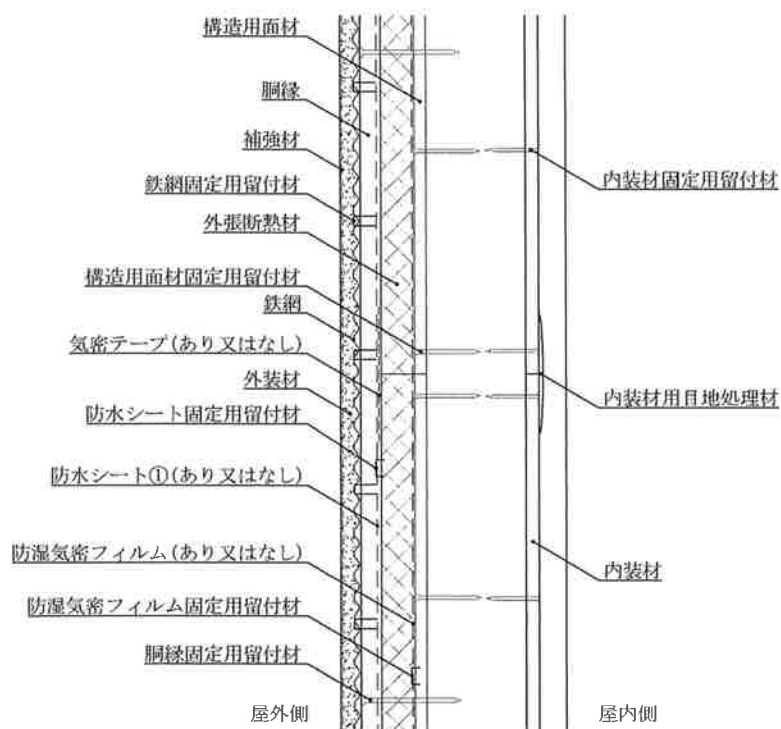 構造用面材
胴縁
補強材
鉄網固定用留付材
外張断熱材
構造用面材固定用留付材
鉄網
気密テープ(あり又はなし)
外装材
防水シート固定用留付材
防水シート①(あり又はなし)
防湿気密フィルム(あり又はなし)
防湿気密フィルム固定用留付材
胴縁固定用留付材
屋外側
内装材固定用留付材
内装材用目地処理材
内装材
屋内側